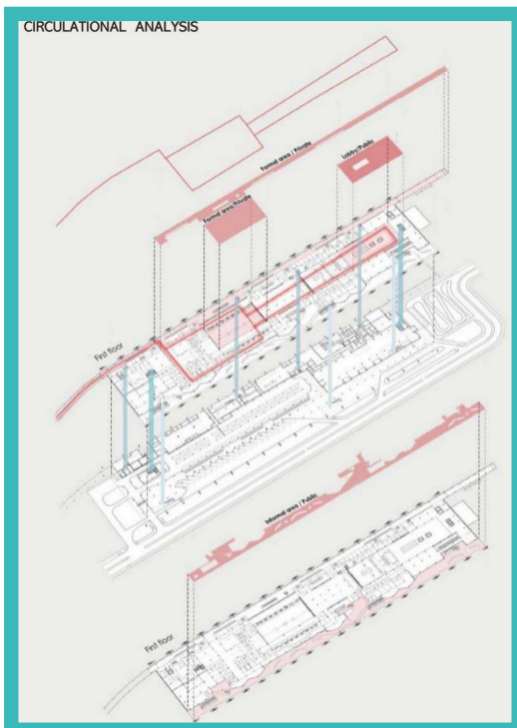 CIRCULATIONAL ANALYSIS
Formal area / Private
Lobby/Public
Formal area/Private
First floor
Informal area / Public
First floor